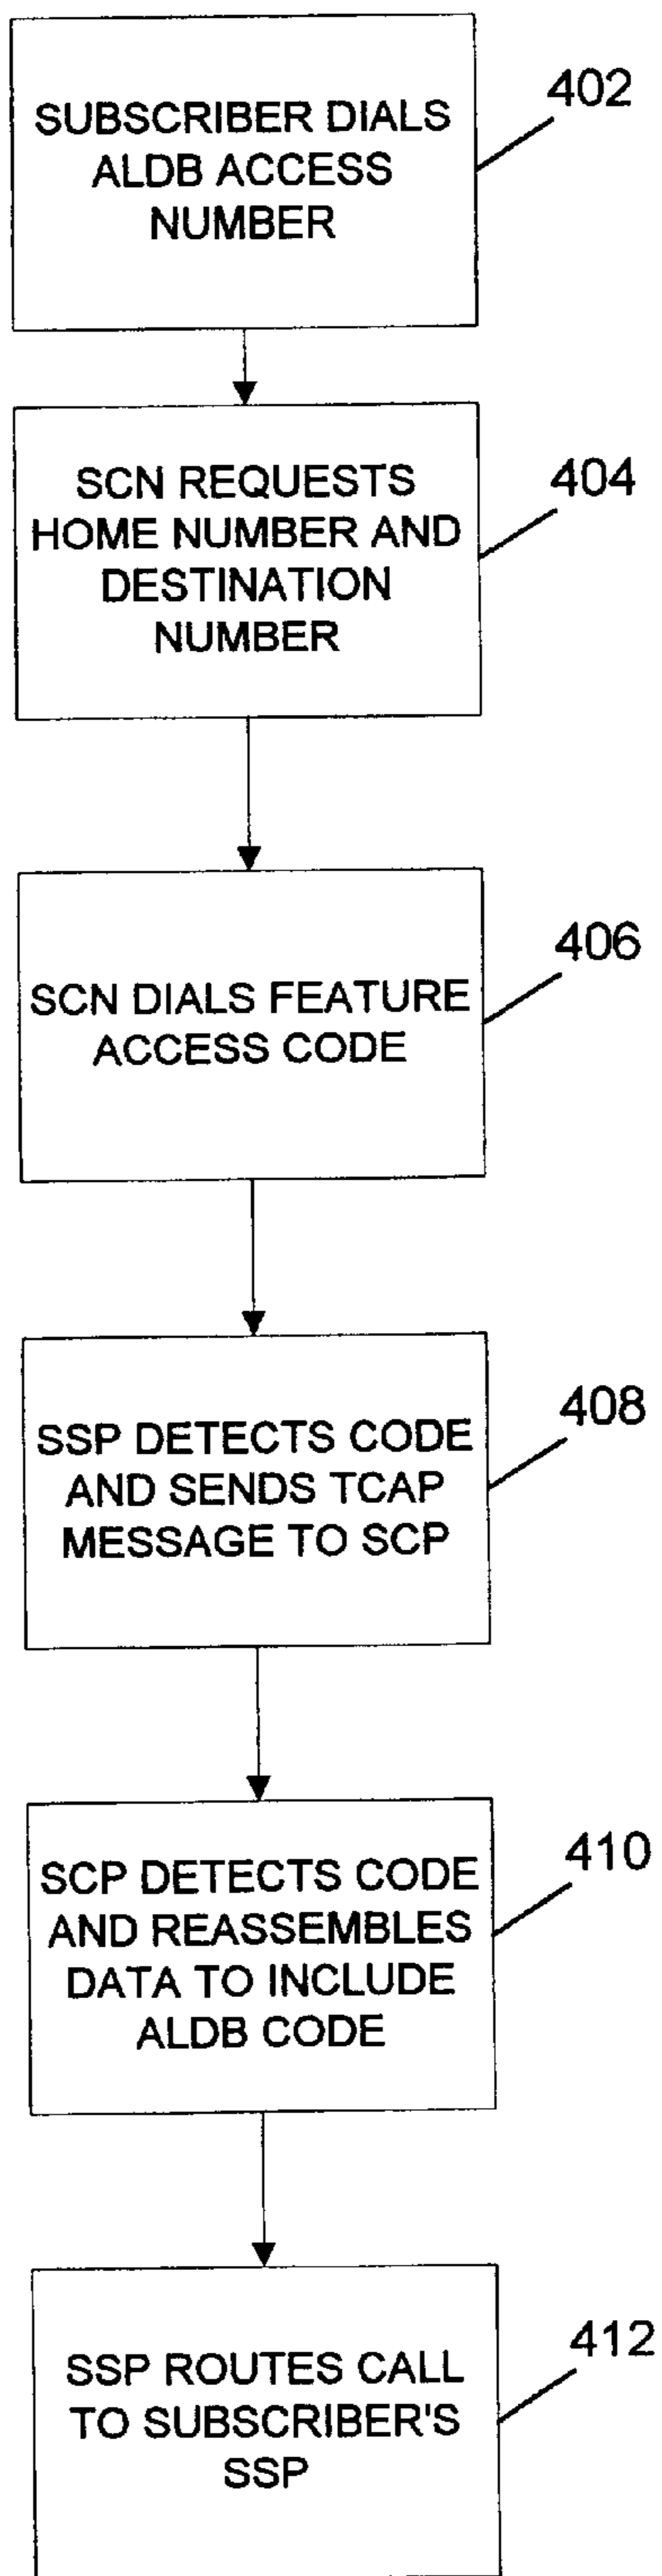 SUBSCRIBER DIALS
ALDB ACCESS
NUMBER
402
SCN REQUESTS
HOME NUMBER AND
DESTINATION
NUMBER
404
SCN DIALS FEATURE
ACCESS CODE
406
SSP DETECTS CODE
AND SENDS TCAP
MESSAGE TO SCP
408
SCP DETECTS CODE
AND REASSEMBLES
DATA TO INCLUDE
ALDB CODE
410
SSP ROUTES CALL
TO SUBSCRIBER'S
SSP
412